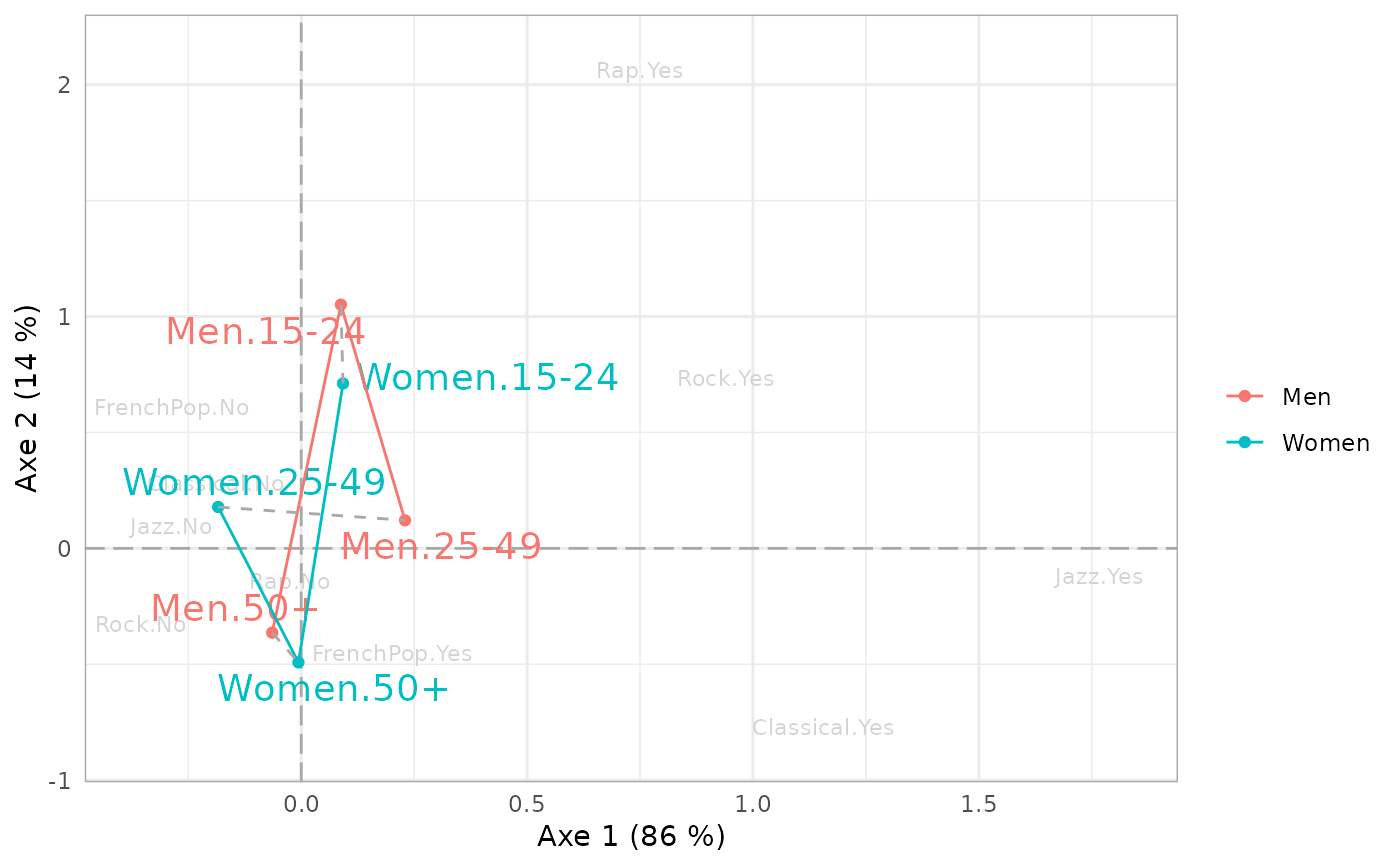 Rap.Yes
2
Men.15-24
1
Women.15-24
Rock.Yes
FrenchPop.No
Women.25-49
Classical.No
Jazz.No
Men.25-49
0
Rap.No
Jazz.Yes
Men.50+
Rock.No
FrenchPop.Yes
Women.50+
Classical.Yes
-1
0.0 0.5 1.0 1.5
Axe 1 (86 %)
Axe 2 (14 %)
Men
Women